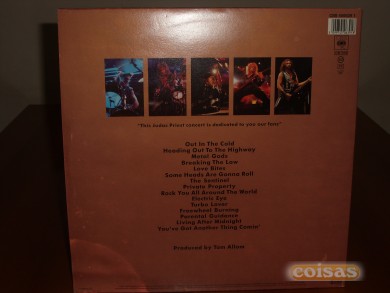 "This Judas Priest concert is dedicated to you our fans"
Out In The Cold
Heading Out To The Highway
Metal Gods
Breaking The Law
Love Bites
Some Heads Are Gonna Roll
The Sentinel
Private Property
Rock You All Around The World
Electric Eye
Turbo Lover
Freewheel Burning
Parental Guidance
Living After Midnight
You've Got Another Thing Comin'
Produced by Tom Allom
coisas